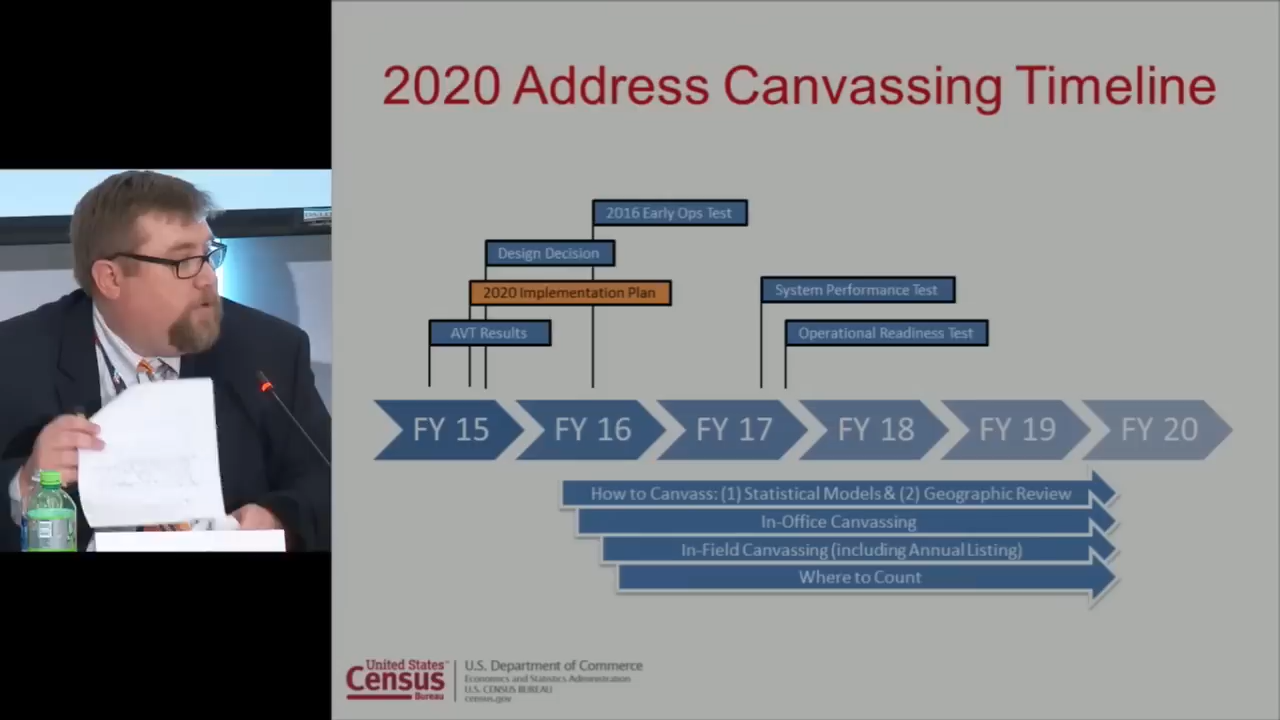 2020 Address Canvassing Timeline
2016 Early Ops Test
Design Decision
2020 Implementation Plan
System Performance Test
AVT Results
Operational Readiness Test
FY 15
FY 16
FY 17
FY 18
FY 19
FY 20
How to Canvass: (1) Statistical Models & (2) Geographic Review
In-Office Canvassing
In-Field Canvassing (including Annual Listing)
Where to Count
United States™
Census
Bureau
U.S. Department of Commerce
Economics and Statistics Administration
U.S. CENSUS BUREAU
census.gov